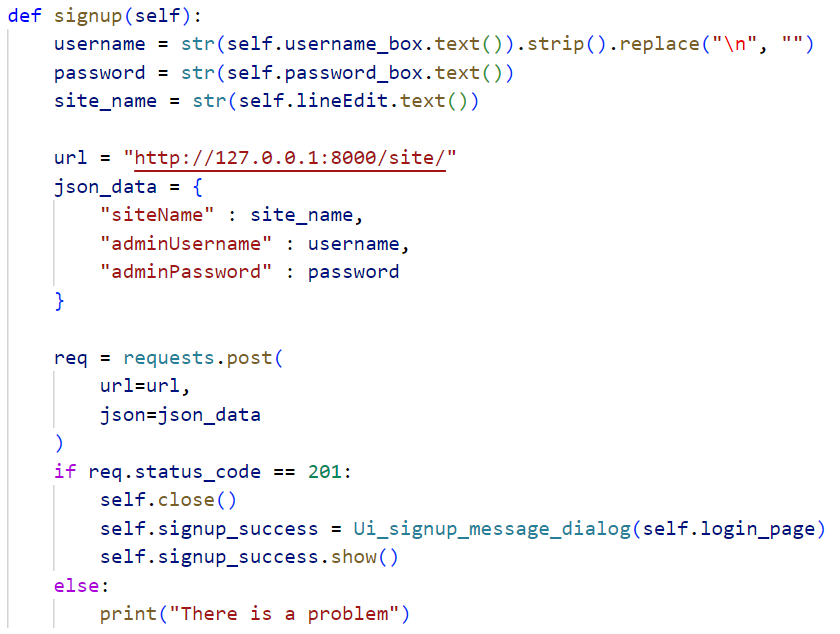 def signup(self):
    username = str(self.username_box.text()).strip().replace("\n", "")
    password = str(self.password_box.text())
    site_name = str(self.lineEdit.text())

    url = "http://127.0.0.1:8000/site/"
    json_data = {
        "siteName" : site_name,
        "adminUsername" : username,
        "adminPassword" : password
    }

    req = requests.post(
        url=url,
        json=json_data
    )
    if req.status_code == 201:
        self.close()
        self.signup_success = Ui_signup_message_dialog(self.login_page)
        self.signup_success.show()
    else:
        print("There is a problem")